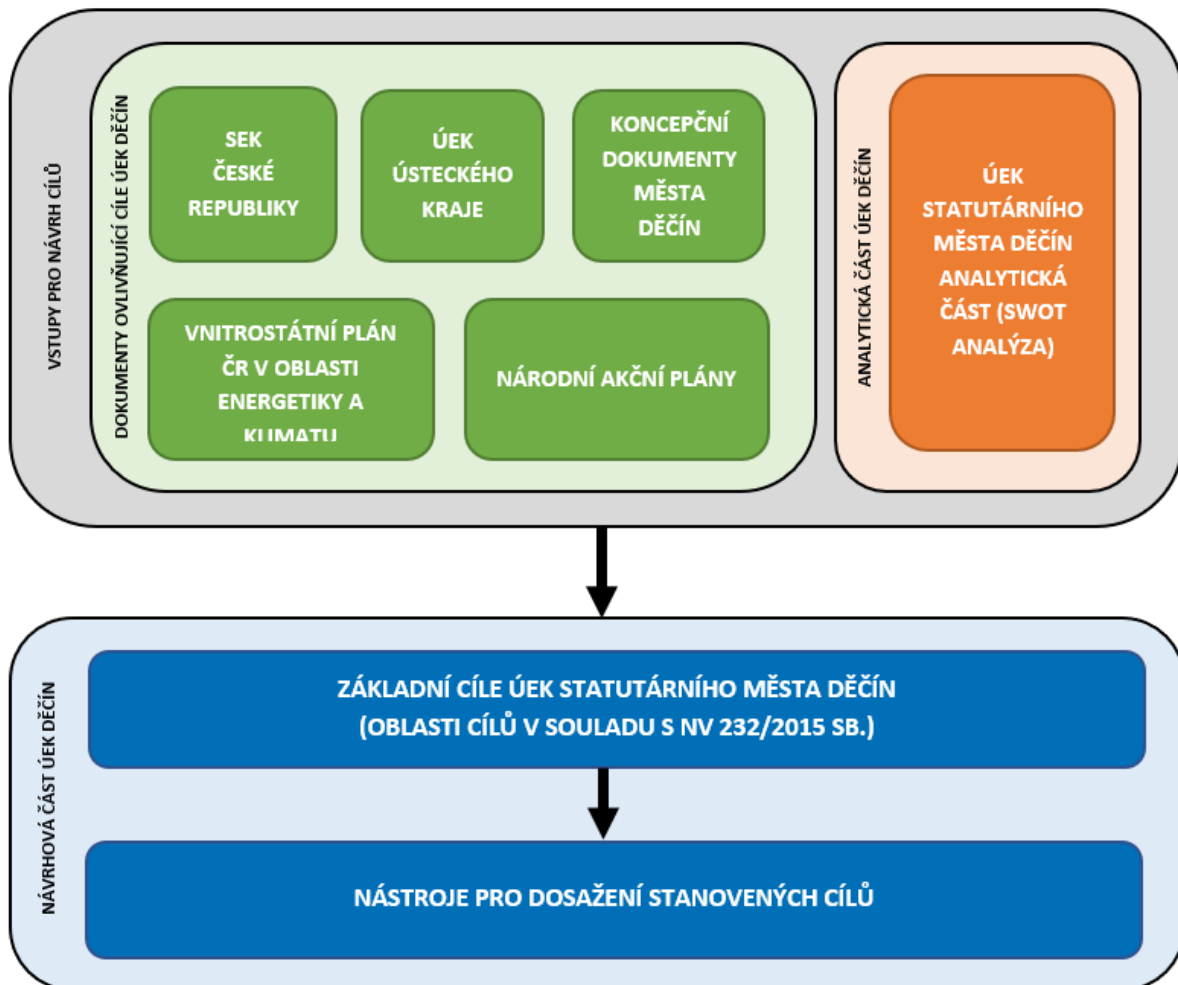 VSTUPY PRO NÁVRH CÍLŮ
DOKUMENTY OVLIVŇUJÍCÍ CÍLE ÚEK DĚČÍN
SEK
ČESKÉ
REPUBLIKY
ÚEK
ÚSTECKÉHO
KRAJE
KONCEPČNÍ
DOKUMENTY
MĚSTA
DĚČÍN
VNITROSTÁTNÍ PLÁN
ČR V OBLASTI
ENERGETIKY A
KLIMATU
NÁRODNÍ AKČNÍ PLÁNY
ANALYTICKÁ ČÁST ÚEK DĚČÍN
ÚEK
STATUTÁRNÍHO
MĚSTA DĚČÍN
ANALYTICKÁ
ČÁST (SWOT
ANALÝZA)
NÁVRHOVÁ ČÁST ÚEK DĚČÍN
ZÁKLADNÍ CÍLE ÚEK STATUTÁRNÍHO MĚSTA DĚČÍN
(OBLASTI CÍLŮ V SOULADU S NV 232/2015 SB.)
NÁSTROJE PRO DOSAŽENÍ STANOVENÝCH CÍLŮ